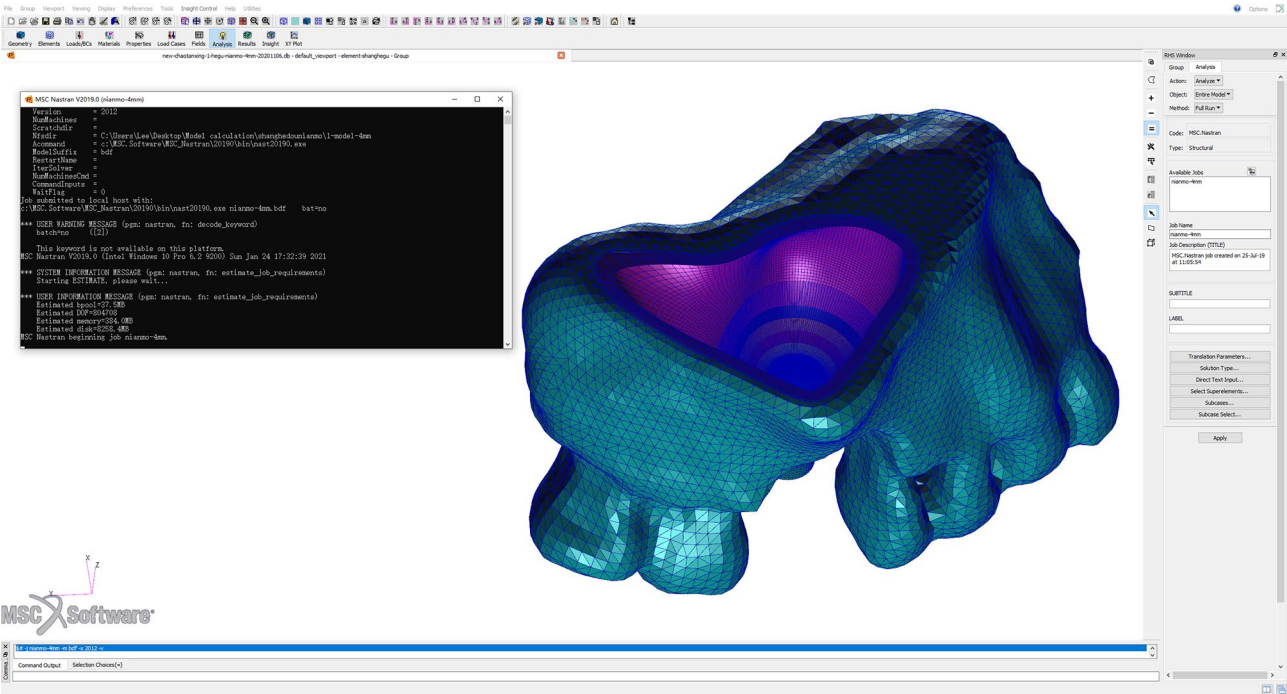 File Group Viewport Viewing Display Preferences Tools Insight Control Help Utilities
Options
Geometry Elements Loads/BCs Materials Properties Load Cases Fields Analysis Results Insight XY Plot
new-chaotanxing-1-hegu-nianmo-4mm-20201106.db - default_viewport - element-shanghegu - Group
MSC Nastran V2019.0 (nianmo-4mm)
Version = 2012
NumMachines =
Scratchdir =
Nfsdir = C:\Users\Lee\Desktop\Model calculation\shanghedounianmo\1-model-4mm
Acommand = c:\MSC.Software\MSC_Nastran\20190\bin\nast20190.exe
ModelSuffix = bdf
RestartName =
IterSolver =
NumMachinesCmd =
CommandInputs =
WaitFlag = 0
Job submitted to local host with:
c:\MSC.Software\MSC_Nastran\20190\bin\nast20190.exe nianmo-4mm.bdf bat=no
*** USER WARNING MESSAGE (pgm: nastran, fn: decode_keyword)
batch=no ([2])
This keyword is not available on this platform.
MSC Nastran V2019.0 (Intel Windows 10 Pro 6.2 9200) Sun Jan 24 17:32:39 2021
*** SYSTEM INFORMATION MESSAGE (pgm: nastran, fn: estimate_job_requirements)
Starting ESTIMATE, please wait...
*** USER INFORMATION MESSAGE (pgm: nastran, fn: estimate_job_requirements)
Estimated bpool=37.5MB
Estimated DOF=804708
Estimated memory=384.0MB
Estimated disk=8258.4MB
MSC Nastran beginning job nianmo-4mm.
RHS Window
Group Analysis
Action: Analyze
Object: Entire Model
Method: Full Run
Code: MSC.Nastran
Type: Structural
Available Jobs
nianmo-4mm
Job Name
nianmo-4mm
Job Description (TITLE)
MSC.Nastran job created on 25-Jul-19
at 11:05:54
SUBTITLE
LABEL
Translation Parameters...
Solution Type...
Direct Text Input...
Select Superelements...
Subcases...
Subcase Select...
Apply
X
Z
Y
MSC Software
$# -j nianmo-4mm -m bdf -x 2012 -v
Command Output Selection Choices(=)
Comma...